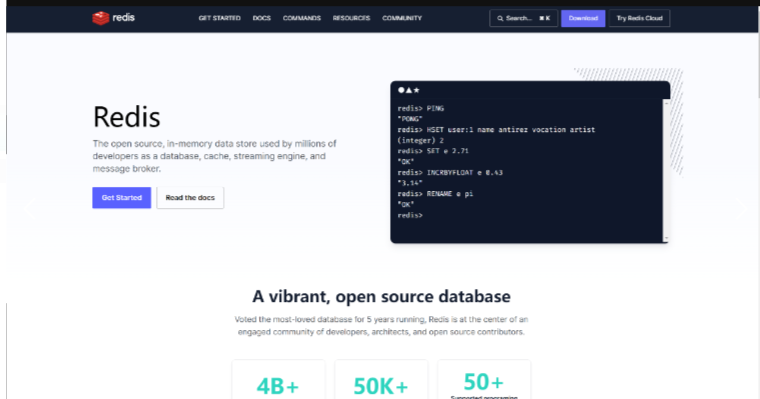 redis
GET STARTED
DOCS
COMMANDS
RESOURCES
COMMUNITY
Search... ⌘ K
Download
Try Redis Cloud
Redis
The open source, in-memory data store used by millions of
developers as a database, cache, streaming engine, and
message broker.
Get Started
Read the docs
redis> PING
"PONG"
redis> HSET user:1 name antirez vocation artist
(integer) 2
redis> SET e 2.71
"OK"
redis> INCRBYFLOAT e 0.43
"3.14"
redis> RENAME e pi
"OK"
redis>
A vibrant, open source database
Voted the most-loved database for 5 years running, Redis is at the center of an
engaged community of developers, architects, and open source contributors.
4B+
50K+
50+
Supported programing